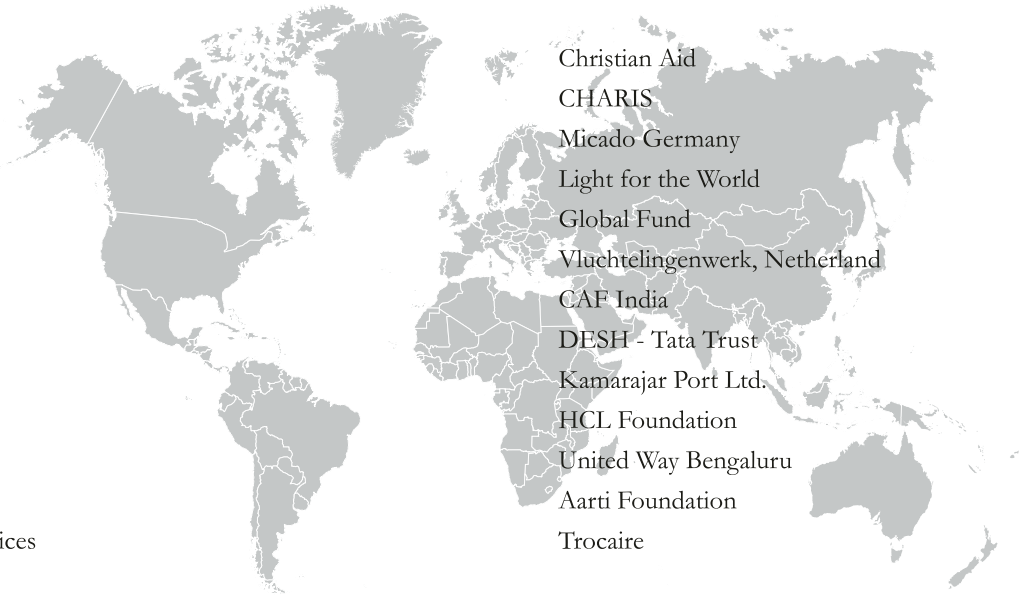 Christian Aid
CHARIS
Micado Germany
Light for the World
Global Fund
Vluchtelingenwerk, Netherland
CAF India
DESH - Tata Trust
Kamarajar Port Ltd.
HCL Foundation
United Way Bengaluru
Aarti Foundation
ices
Trocaire